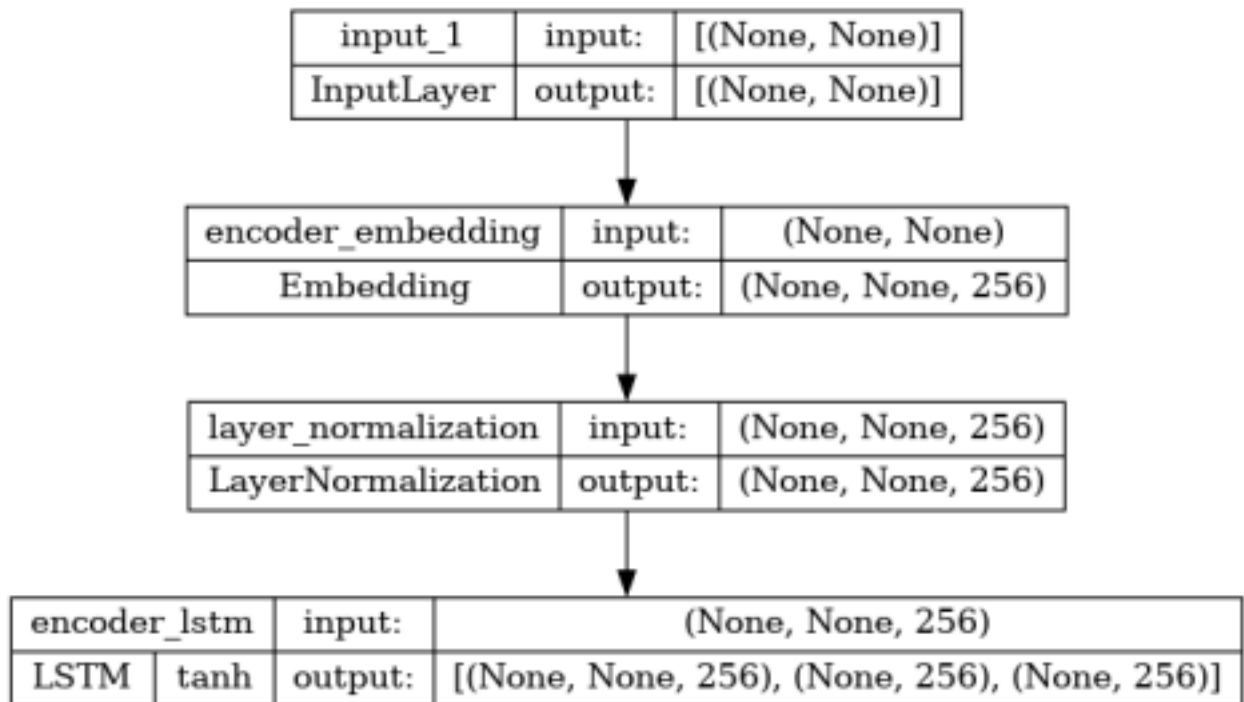 input_1 input: [(None, None)]
InputLayer output: [(None, None)]
encoder_embedding input: (None, None)
Embedding output: (None, None, 256)
layer_normalization input: (None, None, 256)
LayerNormalization output: (None, None, 256)
encoder_lstm input: (None, None, 256)
LSTM tanh output: [(None, None, 256), (None, 256), (None, 256)]